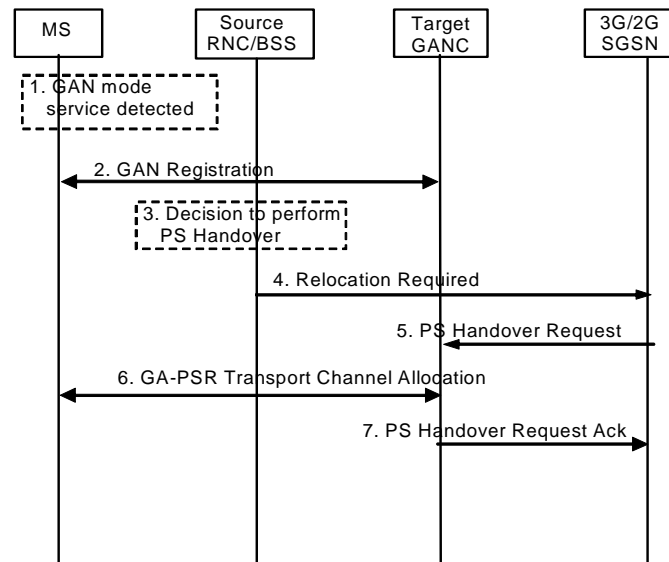 MS
Source
RNC/BSS
Target
GANC
3G/2G
SGSN
1. GAN mode
service detected
2. GAN Registration
3. Decision to perform
PS Handover
4. Relocation Required
5. PS Handover Request
6. GA-PSR Transport Channel Allocation
7. PS Handover Request Ack